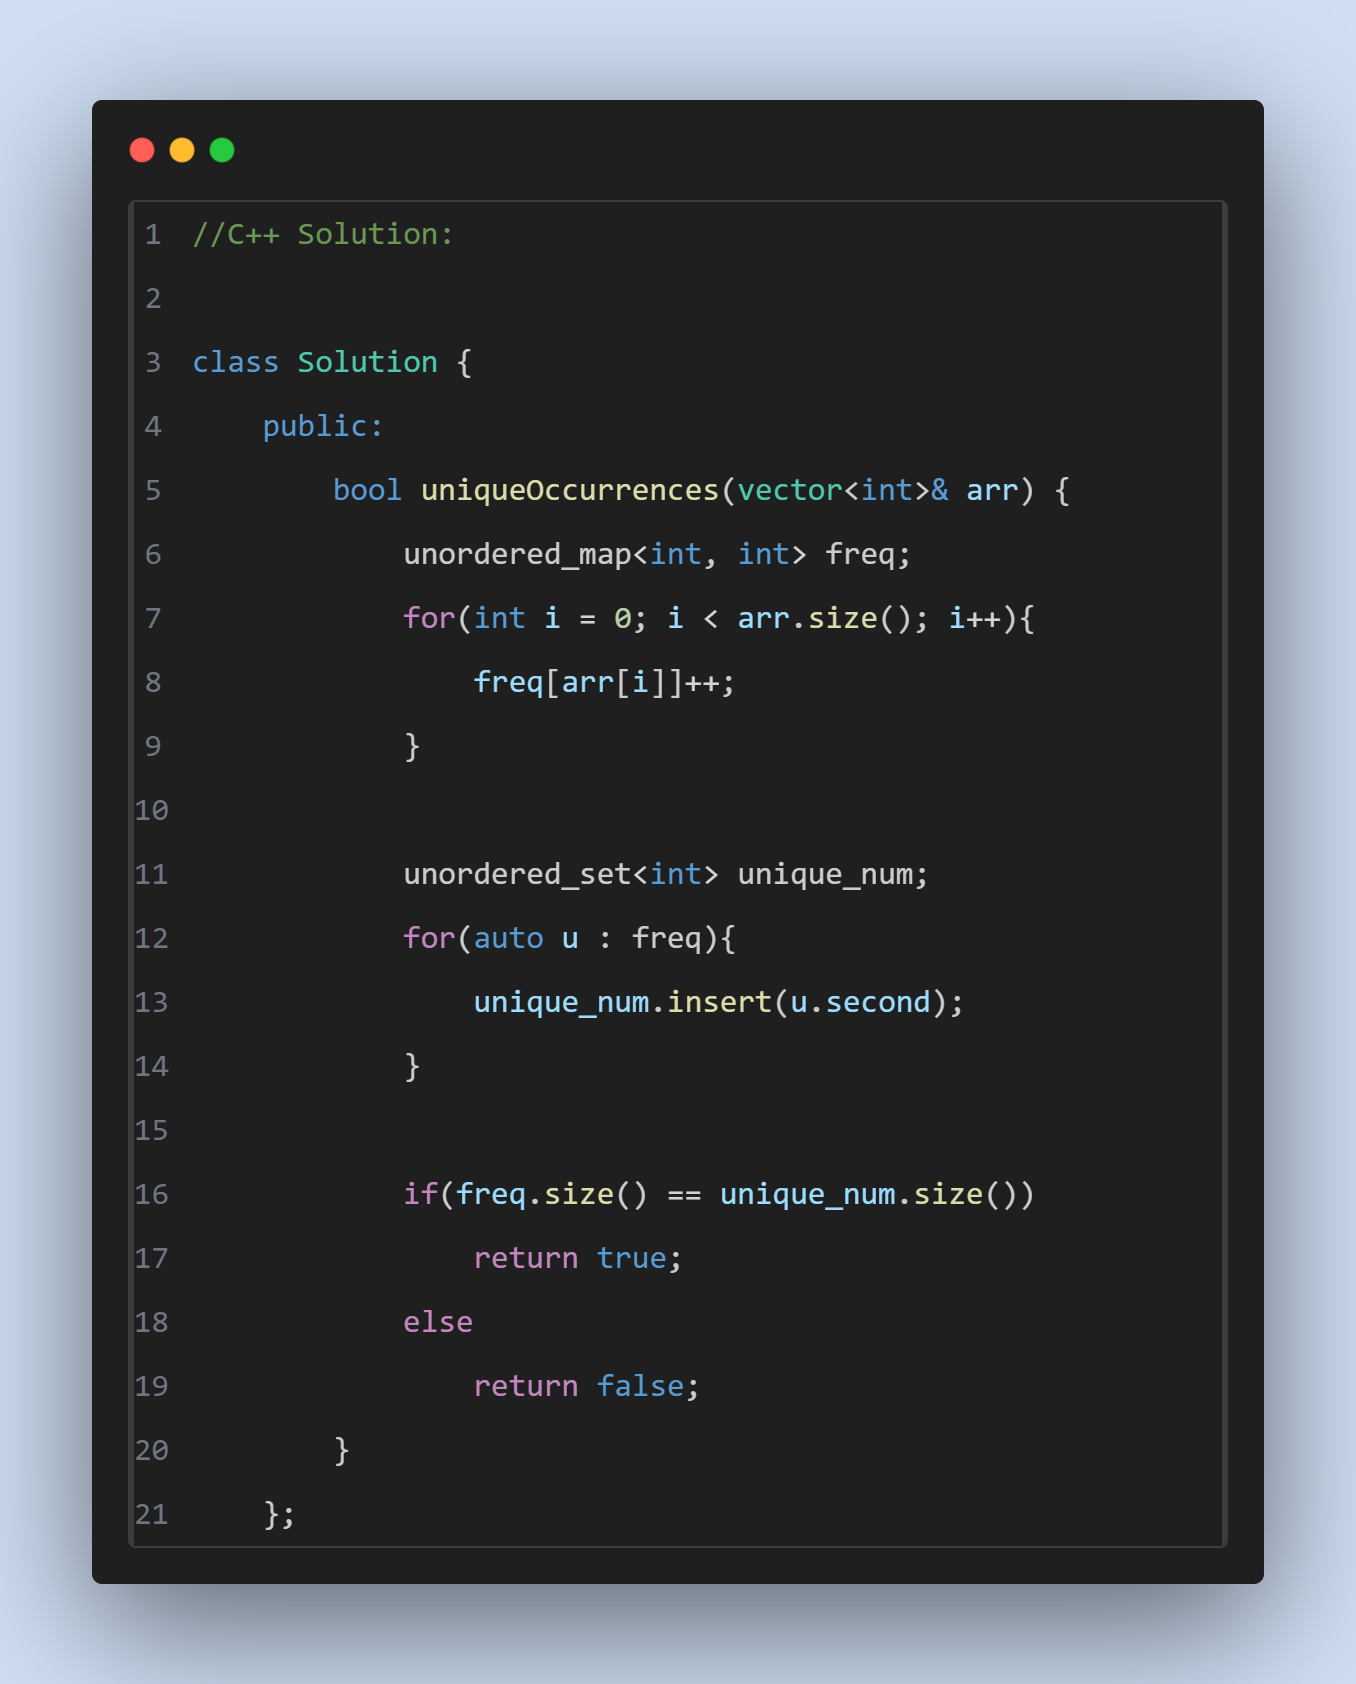 1 //C++ Solution:
2
3 class Solution {
4     public:
5         bool uniqueOccurrences(vector<int>& arr) {
6             unordered_map<int, int> freq;
7             for(int i = 0; i < arr.size(); i++){
8                 freq[arr[i]]++;
9             }
10
11             unordered_set<int> unique_num;
12             for(auto u : freq){
13                 unique_num.insert(u.second);
14             }
15
16             if(freq.size() == unique_num.size())
17                 return true;
18             else
19                 return false;
20         }
21     };